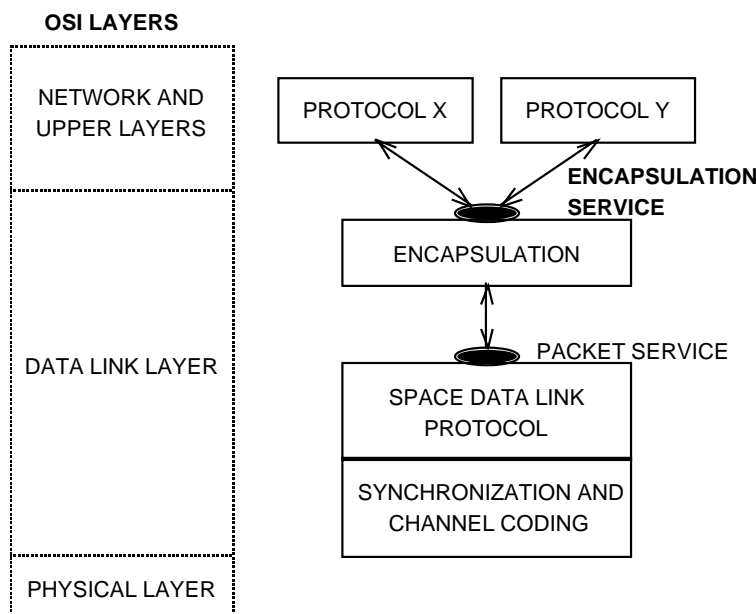 OSI LAYERS
NETWORK AND
UPPER LAYERS
DATA LINK LAYER
PHYSICAL LAYER
PROTOCOL X
PROTOCOL Y
ENCAPSULATION
SERVICE
ENCAPSULATION
PACKET SERVICE
SPACE DATA LINK
PROTOCOL
SYNCHRONIZATION AND
CHANNEL CODING